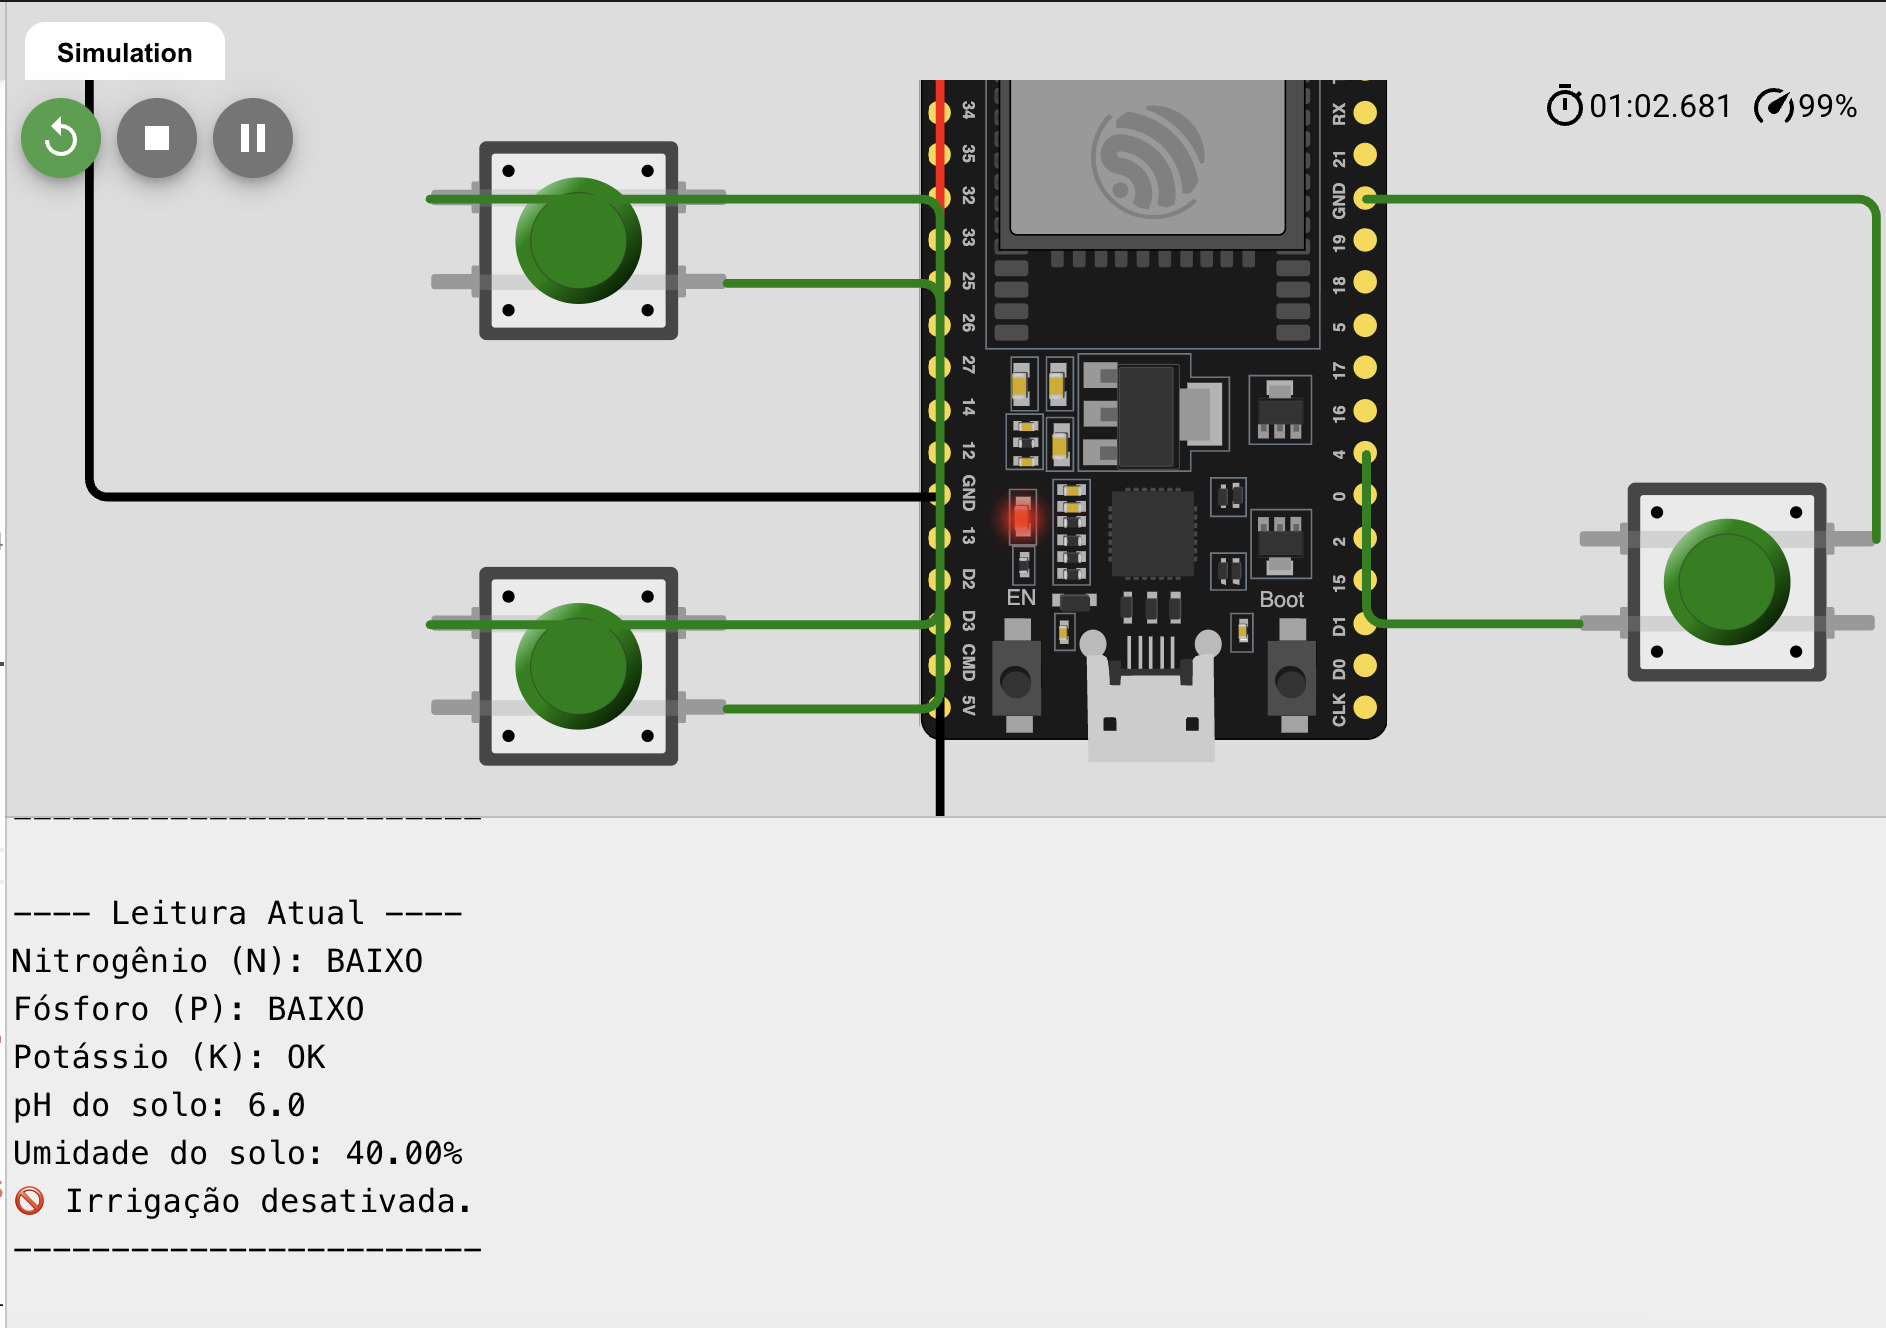 Simulation
01:02.681 99%
34
35
32
33
25
26
27
14
12
GND
13
D2
D3
CMD
5V
EN
Boot
RX
21
GND
19
18
5
17
16
4
0
2
15
D1
D0
CLK
------------------------
---- Leitura Atual ----
Nitrogênio (N): BAIXO
Fósforo (P): BAIXO
Potássio (K): OK
pH do solo: 6.0
Umidade do solo: 40.00%
🚫 Irrigação desativada.
------------------------